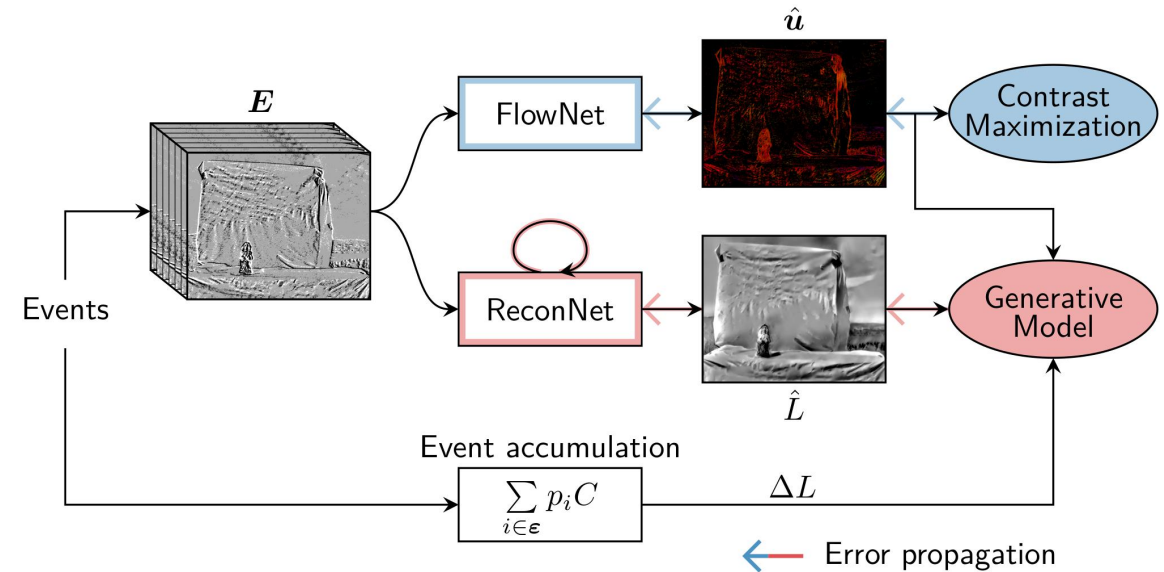 û
E
FlowNet
Contrast
Maximization
Events
ReconNet
Generative
Model
L̂
Event accumulation
∑ p_i C
i∈ε
ΔL
Error propagation